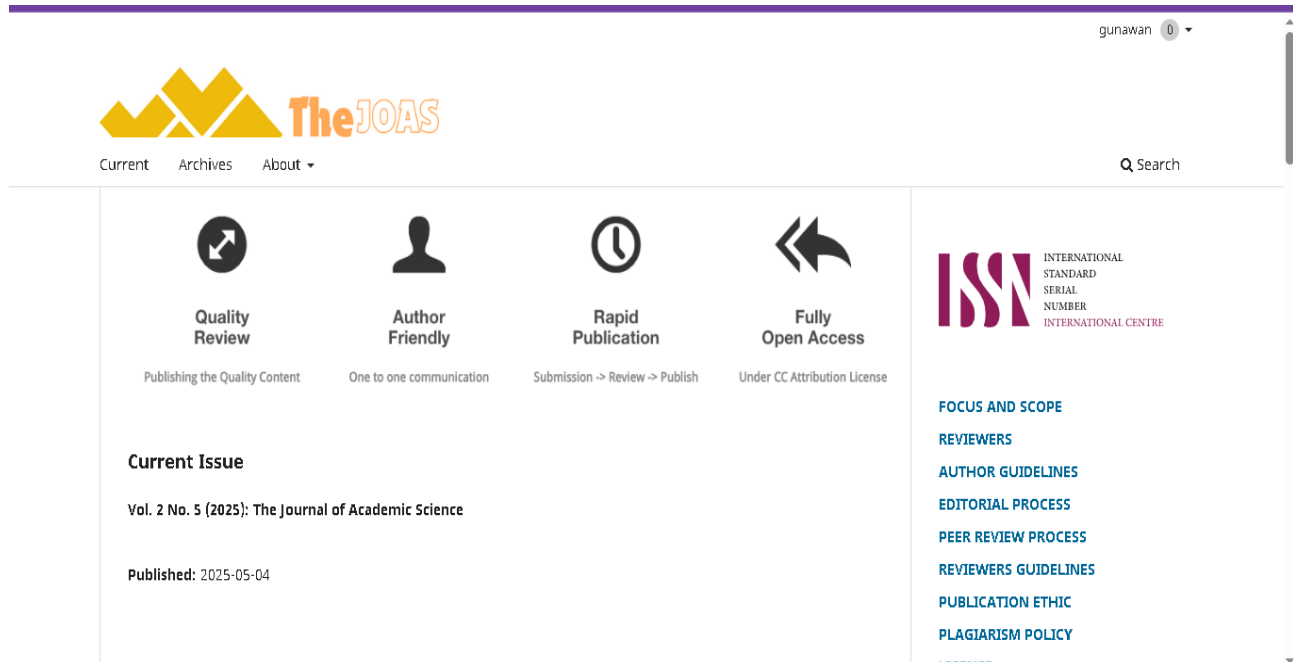 gunawan 0
TheJOAS
Current Archives About
Search
Quality
Review
Publishing the Quality Content
Author
Friendly
One to one communication
Rapid
Publication
Submission -> Review -> Publish
Fully
Open Access
Under CC Attribution License
Current Issue
Vol. 2 No. 5 (2025): The Journal of Academic Science
Published: 2025-05-04
ISSN
INTERNATIONAL
STANDARD
SERIAL
NUMBER
INTERNATIONAL CENTRE
FOCUS AND SCOPE
REVIEWERS
AUTHOR GUIDELINES
EDITORIAL PROCESS
PEER REVIEW PROCESS
REVIEWERS GUIDELINES
PUBLICATION ETHIC
PLAGIARISM POLICY